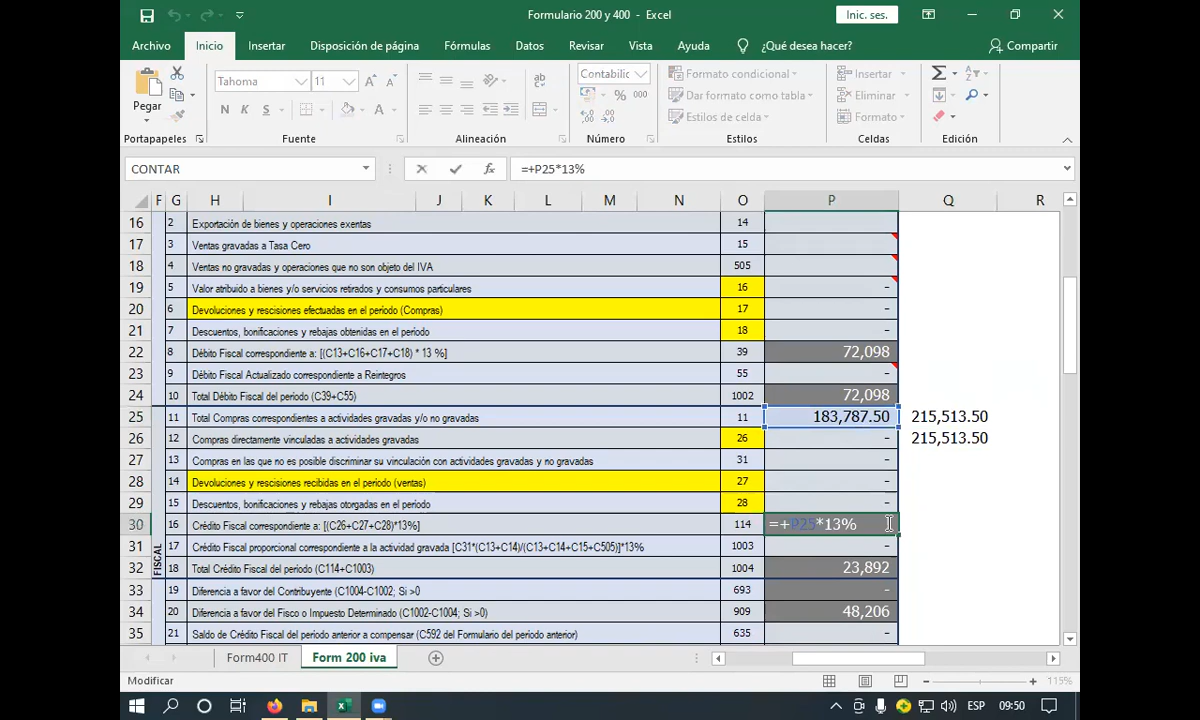 Formulario 200 y 400 - Excel
Inic. ses.
Archivo Inicio Insertar Disposición de página Fórmulas Datos Revisar Vista Ayuda ¿Qué desea hacer? Compartir
Pegar
Tahoma 11
N K S
Contabilic
% 000
Formato condicional
Dar formato como tabla
Estilos de celda
Insertar
Eliminar
Formato
Portapapeles Fuente Alineación Número Estilos Celdas Edición
CONTAR =+P25*13%
F G H I J K L M N O P Q R
16 2 Exportación de bienes y operaciones exentas 14
17 3 Ventas gravadas a Tasa Cero 15
18 4 Ventas no gravadas y operaciones que no son objeto del IVA 505
19 5 Valor atribuido a bienes y/o servicios retirados y consumos particulares 16 -
20 6 Devoluciones y rescisiones efectuadas en el período (Compras) 17 -
21 7 Descuentos, bonificaciones y rebajas obtenidas en el período 18 -
22 8 Débito Fiscal correspondiente a: [(C13+C16+C17+C18) * 13 %] 39 72,098
23 9 Débito Fiscal Actualizado correspondiente a Reintegros 55 -
24 10 Total Débito Fiscal del período (C39+C55) 1002 72,098
25 11 Total Compras correspondientes a actividades gravadas y/o no gravadas 11 183,787.50 215,513.50
26 12 Compras directamente vinculadas a actividades gravadas 26 - 215,513.50
27 13 Compras en las que no es posible discriminar su vinculación con actividades gravadas y no gravadas 31 -
28 14 Devoluciones y rescisiones recibidas en el período (ventas) 27 -
29 15 Descuentos, bonificaciones y rebajas otorgadas en el período 28 -
30 16 Crédito Fiscal correspondiente a: [(C26+C27+C28)*13%] 114 =+P25*13%
31 17 Crédito Fiscal proporcional correspondiente a la actividad gravada [C31*(C13+C14)/(C13+C14+C15+C505)]*13% 1003 -
32 18 Total Crédito Fiscal del período (C114+C1003) 1004 23,892
33 19 Diferencia a favor del Contribuyente (C1004-C1002; Si >0 693 -
34 20 Diferencia a favor del Fisco o Impuesto Determinado (C1002-C1004; Si >0) 909 48,206
35 21 Saldo de Crédito Fiscal del período anterior a compensar (C592 del Formulario del período anterior) 635 -
FISCAL
Form400 IT Form 200 iva
Modificar 115%
ESP 09:50